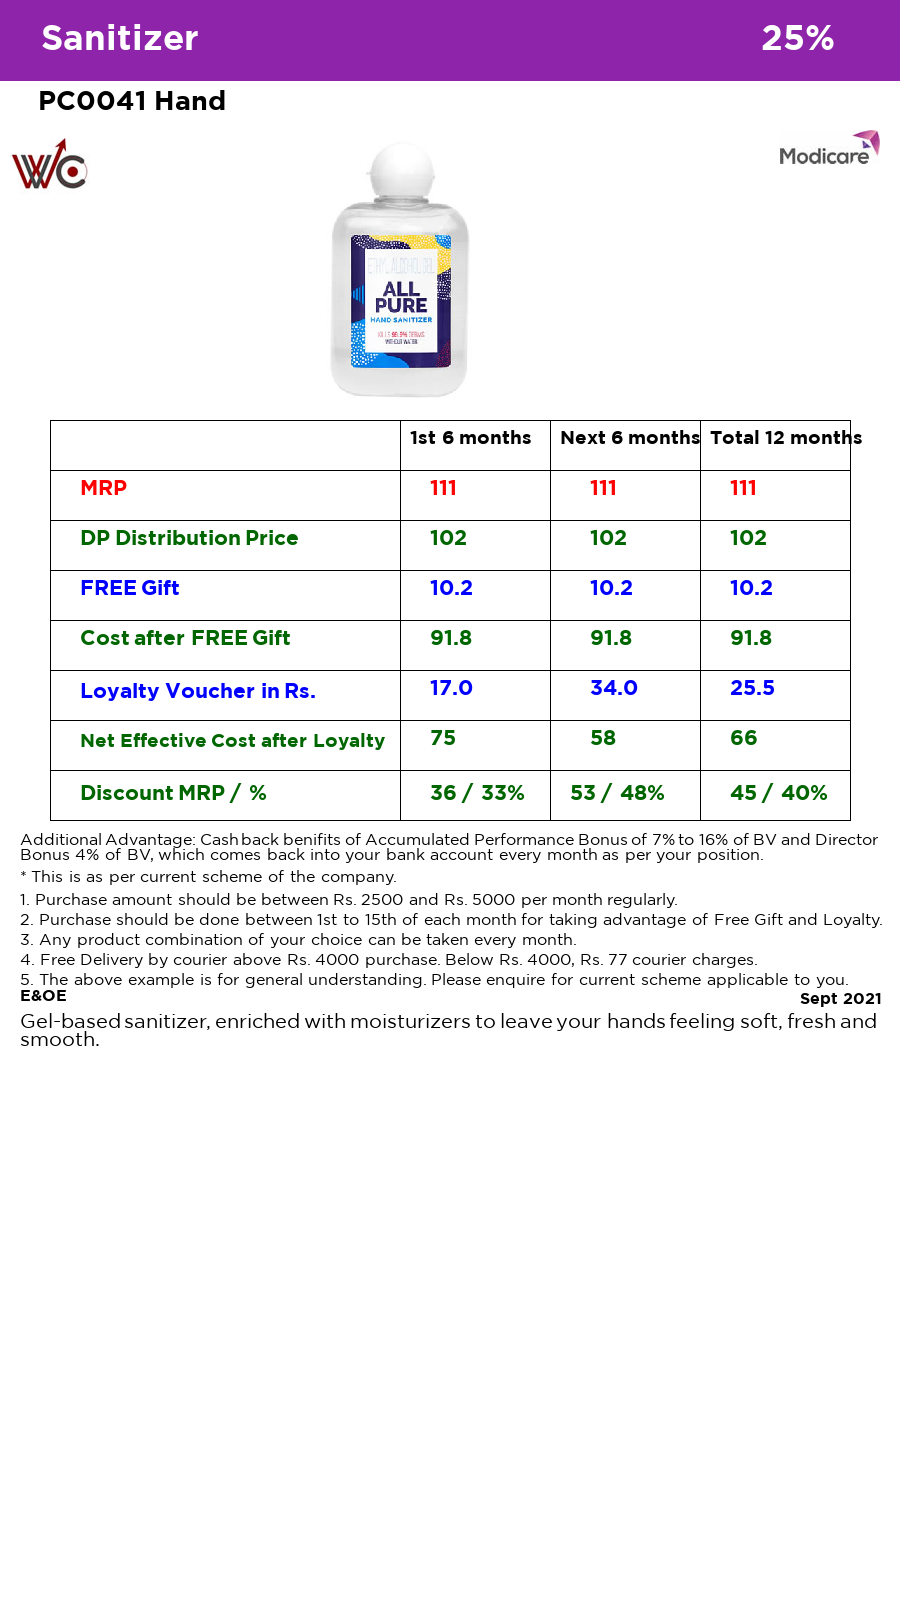 Sanitizer 25%
PC0041 Hand
WC
Modicare
ALL
PURE
HAND SANITIZER
KILLS 99.9% GERMS
WITHOUT WATER
1st 6 months Next 6 months Total 12 months
MRP 111 111 111
DP Distribution Price 102 102 102
FREE Gift 10.2 10.2 10.2
Cost after FREE Gift 91.8 91.8 91.8
Loyalty Voucher in Rs. 17.0 34.0 25.5
Net Effective Cost after Loyalty 75 58 66
Discount MRP / % 36 / 33% 53 / 48% 45 / 40%
Additional Advantage: Cashback benifits of Accumulated Performance Bonus of 7% to 16% of BV and Director
Bonus 4% of BV, which comes back into your bank account every month as per your position.
* This is as per current scheme of the company.
1. Purchase amount should be between Rs. 2500 and Rs. 5000 per month regularly.
2. Purchase should be done between 1st to 15th of each month for taking advantage of Free Gift and Loyalty.
3. Any product combination of your choice can be taken every month.
4. Free Delivery by courier above Rs. 4000 purchase. Below Rs. 4000, Rs. 77 courier charges.
5. The above example is for general understanding. Please enquire for current scheme applicable to you.
E&OE
Sept 2021
Gel-based sanitizer, enriched with moisturizers to leave your hands feeling soft, fresh and
smooth.